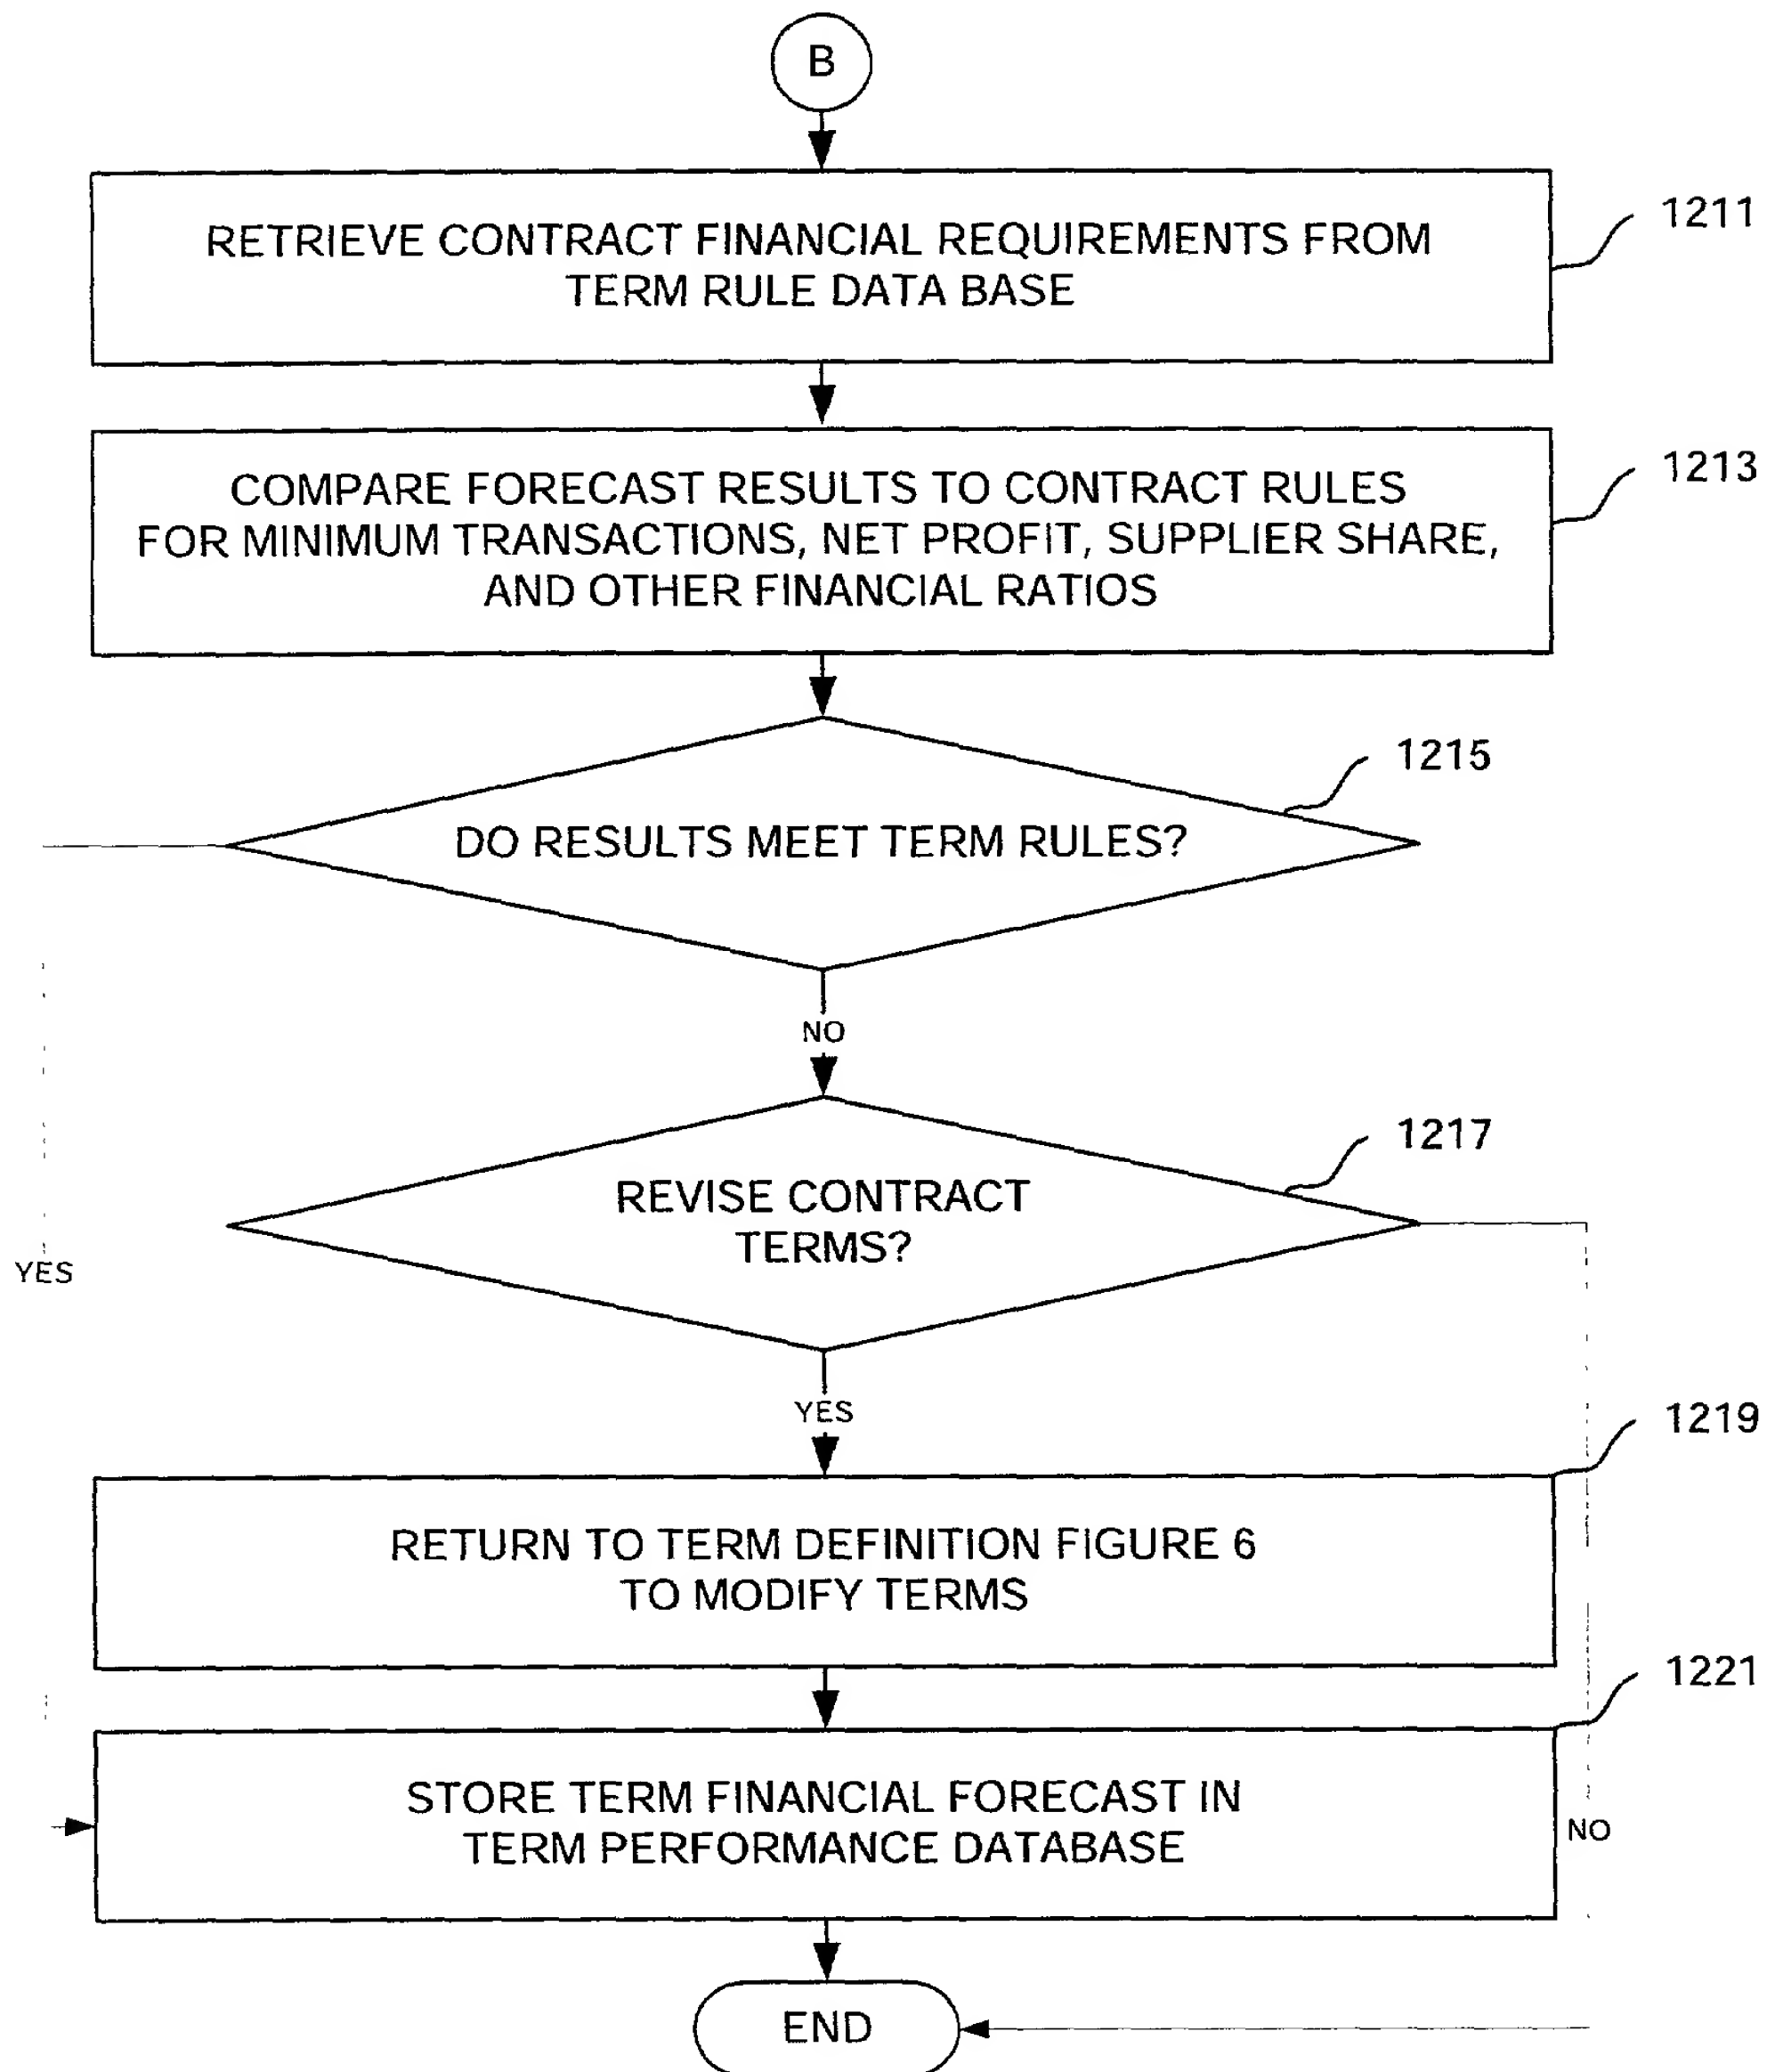 B
RETRIEVE CONTRACT FINANCIAL REQUIREMENTS FROM
TERM RULE DATA BASE
1211
COMPARE FORECAST RESULTS TO CONTRACT RULES
FOR MINIMUM TRANSACTIONS, NET PROFIT, SUPPLIER SHARE,
AND OTHER FINANCIAL RATIOS
1213
DO RESULTS MEET TERM RULES?
1215
NO
REVISE CONTRACT
TERMS?
1217
YES
YES
RETURN TO TERM DEFINITION FIGURE 6
TO MODIFY TERMS
1219
STORE TERM FINANCIAL FORECAST IN
TERM PERFORMANCE DATABASE
1221
NO
END